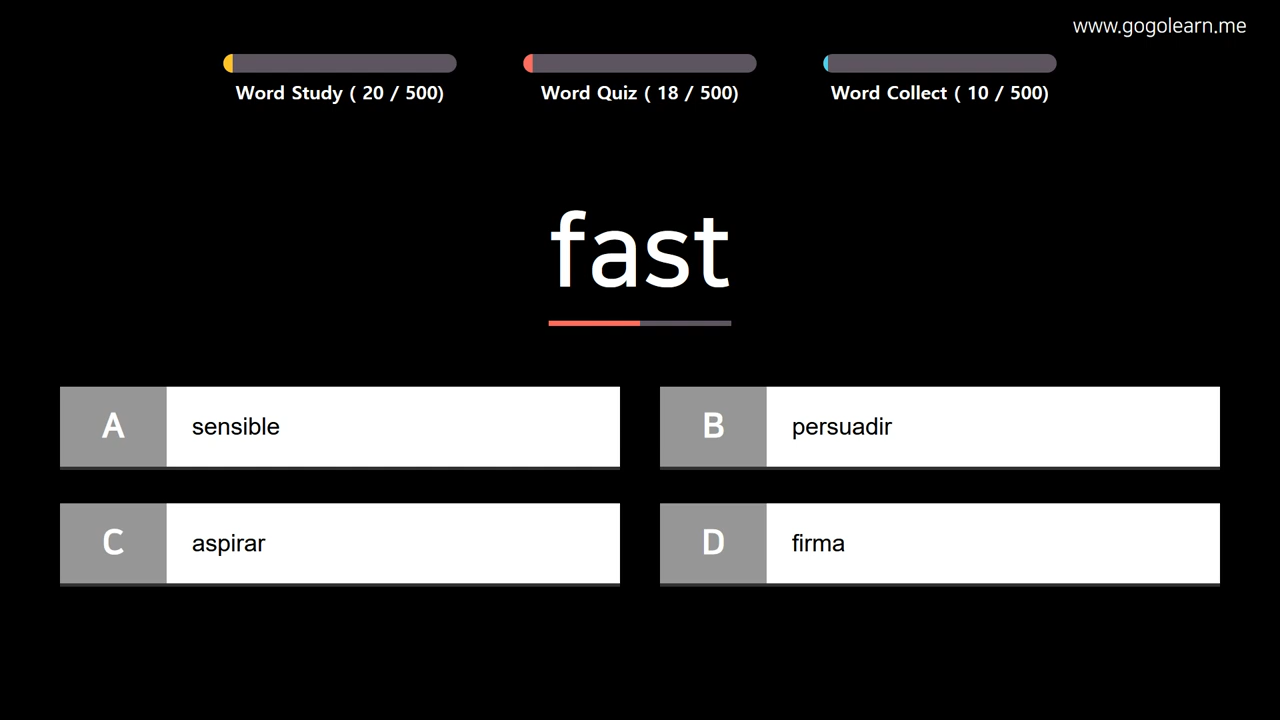 www.gogolearn.me
Word Study ( 20 / 500)
Word Quiz ( 18 / 500)
Word Collect ( 10 / 500)
fast
A sensible
B persuadir
C aspirar
D firma